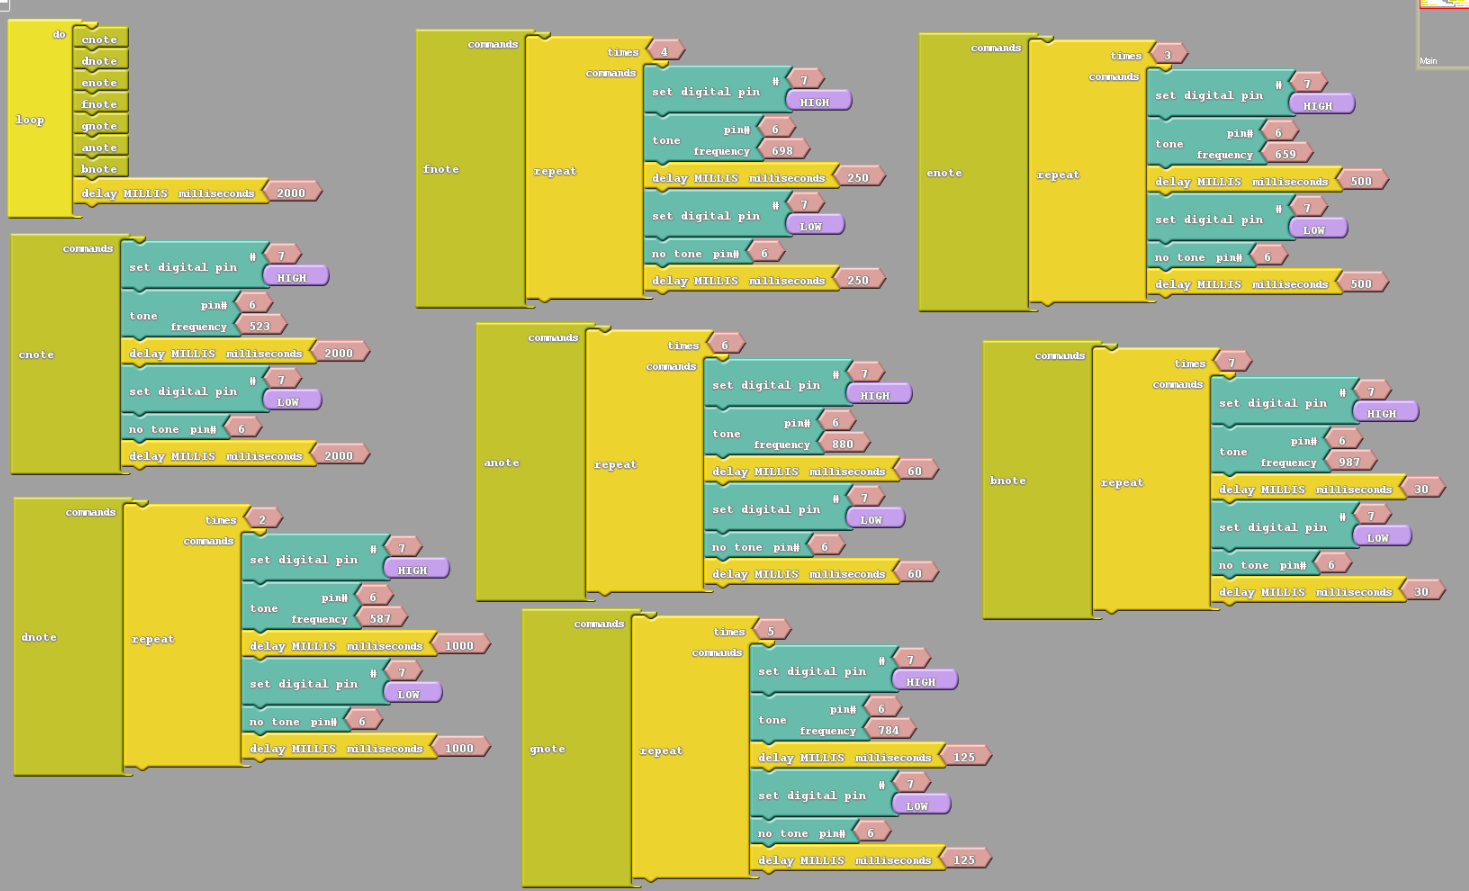 do
cnote
dnote
enote
fnote
gnote
anote
bnote
loop
delay MILLIS milliseconds 2000
commands
# 7
set digital pin
HIGH
pin# 6
tone
frequency 523
cnote
delay MILLIS milliseconds 2000
# 7
set digital pin
LOW
no tone pin# 6
delay MILLIS milliseconds 2000
commands
times 2
commands
# 7
set digital pin
HIGH
pin# 6
tone
frequency 587
dnote
repeat
delay MILLIS milliseconds 1000
# 7
set digital pin
LOW
no tone pin# 6
delay MILLIS milliseconds 1000
commands
times 4
commands
# 7
set digital pin
HIGH
pin# 6
tone
frequency 698
fnote
repeat
delay MILLIS milliseconds 250
# 7
set digital pin
LOW
no tone pin# 6
delay MILLIS milliseconds 250
commands
times 6
commands
# 7
set digital pin
HIGH
pin# 6
tone
frequency 880
anote
repeat
delay MILLIS milliseconds 60
# 7
set digital pin
LOW
no tone pin# 6
delay MILLIS milliseconds 60
commands
times 5
commands
# 7
set digital pin
HIGH
pin# 6
tone
frequency 784
gnote
repeat
delay MILLIS milliseconds 125
# 7
set digital pin
LOW
no tone pin# 6
delay MILLIS milliseconds 125
commands
times 3
commands
# 7
set digital pin
HIGH
pin# 6
tone
frequency 659
enote
repeat
delay MILLIS milliseconds 500
# 7
set digital pin
LOW
no tone pin# 6
delay MILLIS milliseconds 500
commands
times 7
commands
# 7
set digital pin
HIGH
pin# 6
tone
frequency 987
bnote
repeat
delay MILLIS milliseconds 30
# 7
set digital pin
LOW
no tone pin# 6
delay MILLIS milliseconds 30
Main